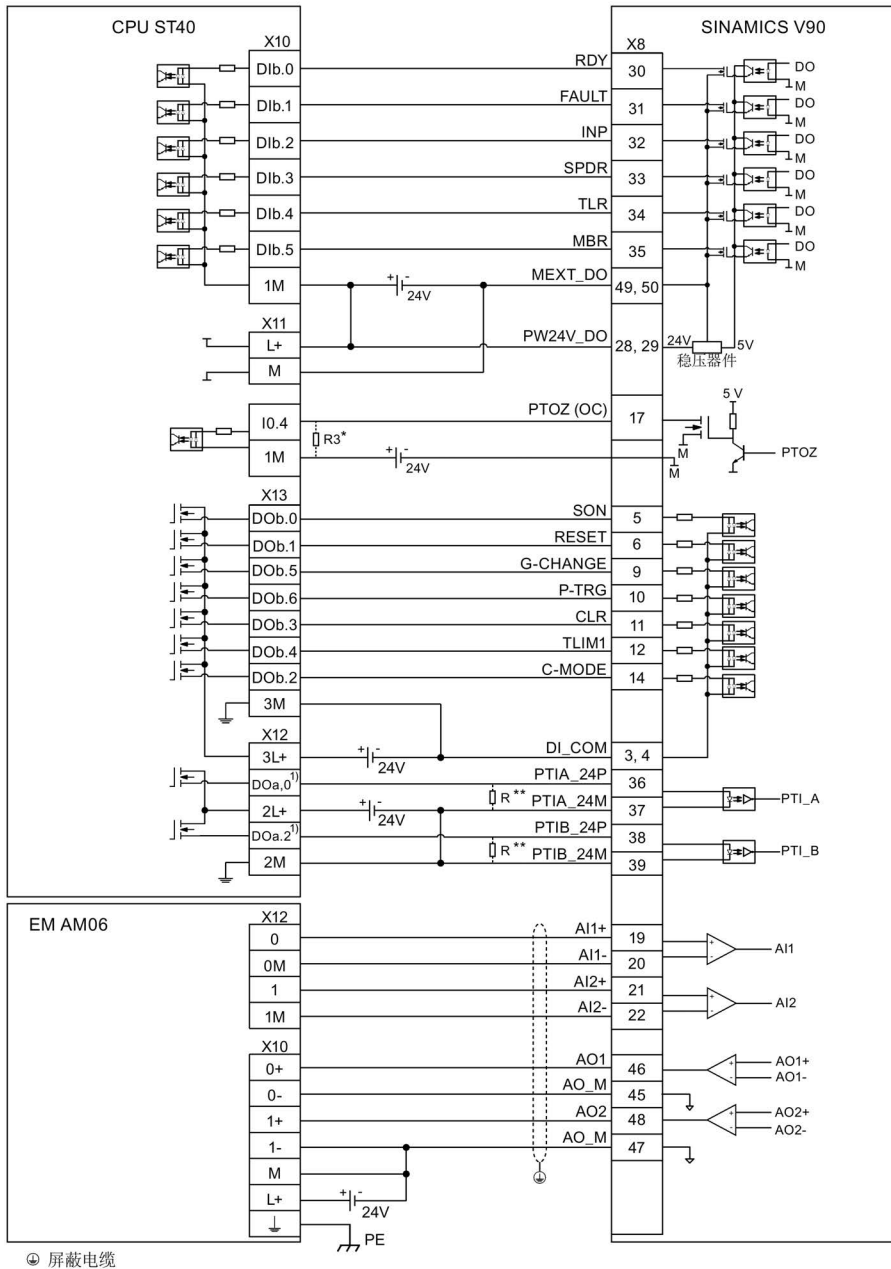 CPU ST40
SINAMICS V90
X10
X8
DIb.0
RDY
30
DO
M
DIb.1
FAULT
31
DO
M
DIb.2
INP
32
DO
M
DIb.3
SPDR
33
DO
M
DIb.4
TLR
34
DO
M
DIb.5
MBR
35
DO
M
1M
+ -
24V
MEXT_DO
49, 50
X11
L+
PW24V_DO
28, 29
24V
5V
稳压器件
M
I0.4
R3*
PTOZ (OC)
17
5 V
M
PTOZ
1M
+ -
24V
M
X13
DOb.0
SON
5
DOb.1
RESET
6
DOb.5
G-CHANGE
9
DOb.6
P-TRG
10
DOb.3
CLR
11
DOb.4
TLIM1
12
DOb.2
C-MODE
14
3M
X12
3L+
+ -
24V
DI_COM
3, 4
DOa,0 1)
PTIA_24P
36
2L+
+ -
24V
R **
PTIA_24M
37
PTI_A
DOa.2 1)
PTIB_24P
38
2M
R **
PTIB_24M
39
PTI_B
EM AM06
X12
0
AI1+
19
+
-
AI1
0M
AI1-
20
1
AI2+
21
+
-
AI2
1M
AI2-
22
X10
0+
AO1
46
+
-
AO1+
AO1-
0-
AO_M
45
1+
AO2
48
+
-
AO2+
AO2-
1-
AO_M
47
M
L+
+ -
24V
PE
屏蔽电缆